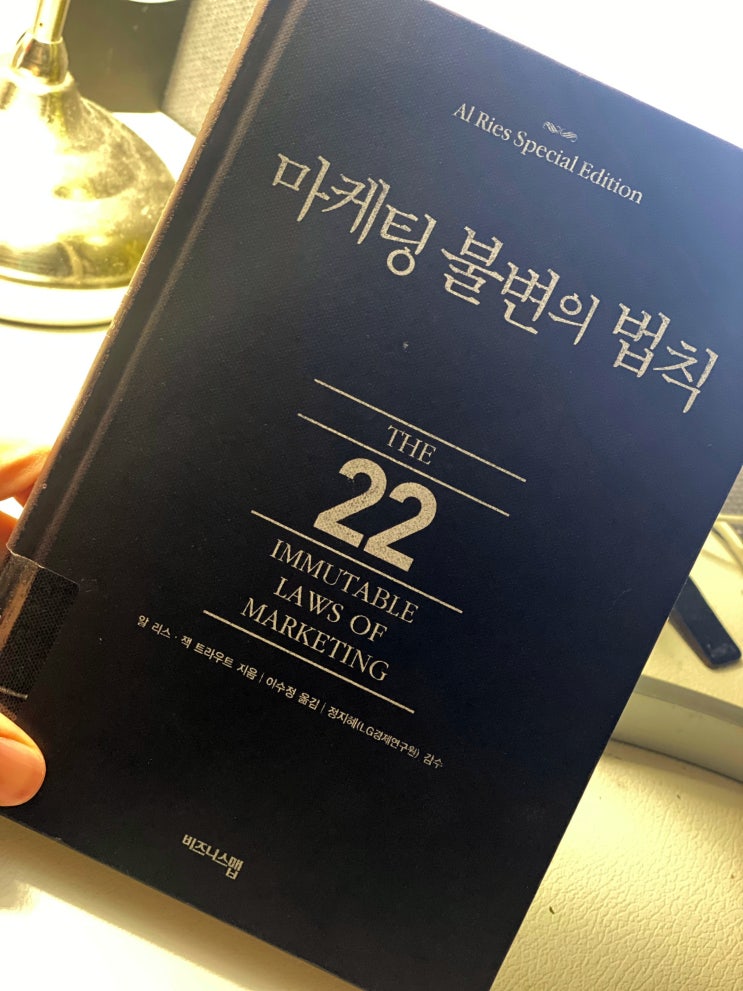 Al Ries Special Edition
마케팅 불변의 법칙
THE
22
IMMUTABLE
LAWS OF
MARKETING
알 리스 · 잭 트라우트 지음 | 이수정 옮김 | 정지혜(LG경제연구원) 감수
비즈니스맵